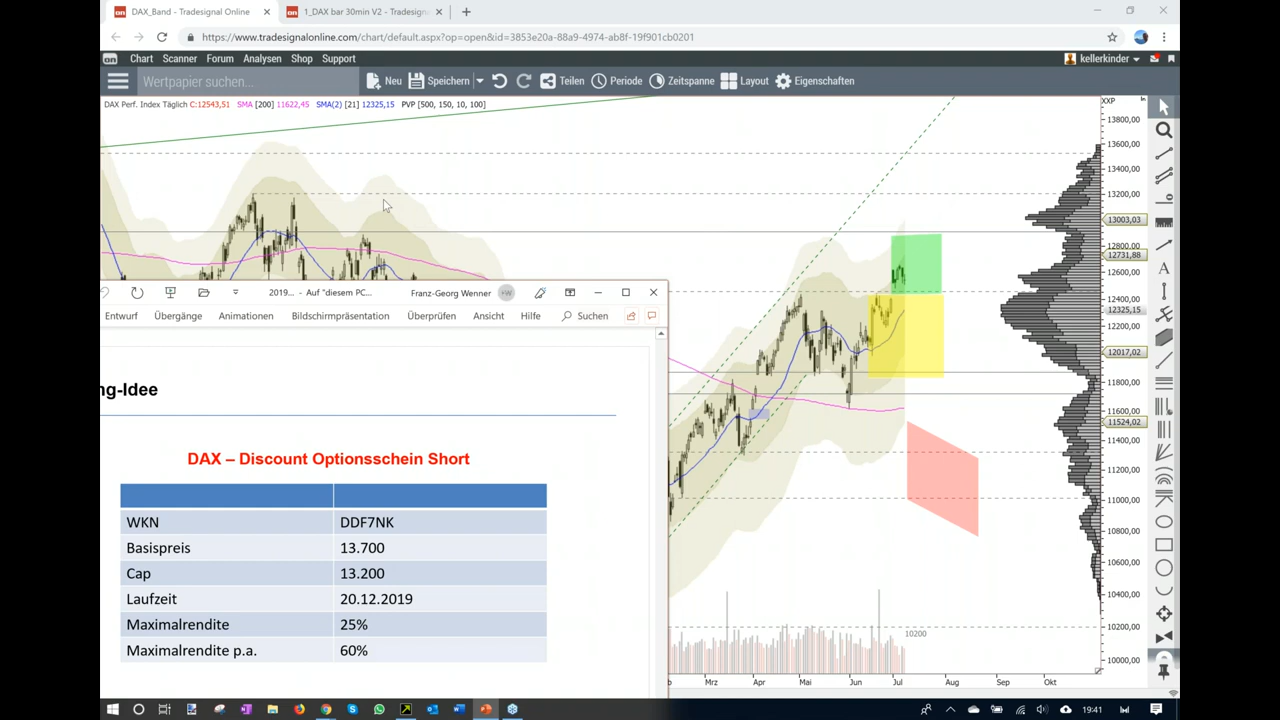 DAX_Band - Tradesignal Online
1_DAX bar 30min V2 - Tradesign
https://www.tradesignalonline.com/chart/default.aspx?op=open&id=3853e20a-88a9-4974-ab8f-19f901cb0201
on Chart Scanner Forum Analysen Shop Support kellerkinder
Wertpapier suchen... Neu Speichern Teilen Periode Zeitspanne Layout Eigenschaften
DAX Perf. Index Täglich C:12543,51 SMA [200] 11622,45 SMA(2) [21] 12325,15 PVP [500, 150, 10, 100]
XXP
13800,00
13600,00
13400,00
13200,00
13003,03
12800,00
12731,88
12600,00
12400,00
12325,15
12200,00
12017,02
11800,00
11600,00
11524,02
11400,00
11200,00
11000,00
10800,00
10600,00
10400,00
10200,00
10000,00
10200
Mrz Apr Mai Jun Jul Aug Sep Okt
2019... - Auf "diesem... Franz-Georg Wenner
Entwurf Übergänge Animationen Bildschirmpräsentation Überprüfen Ansicht Hilfe Suchen
ng-Idee
DAX – Discount Optionsschein Short
WKN DDF7NK
Basispreis 13.700
Cap 13.200
Laufzeit 20.12.2019
Maximalrendite 25%
Maximalrendite p.a. 60%
19:41